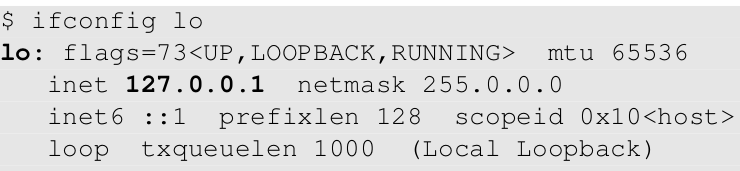 $ ifconfig lo
lo: flags=73<UP,LOOPBACK,RUNNING>  mtu 65536
inet 127.0.0.1  netmask 255.0.0.0
inet6 ::1  prefixlen 128  scopeid 0x10<host>
loop  txqueuelen 1000  (Local Loopback)